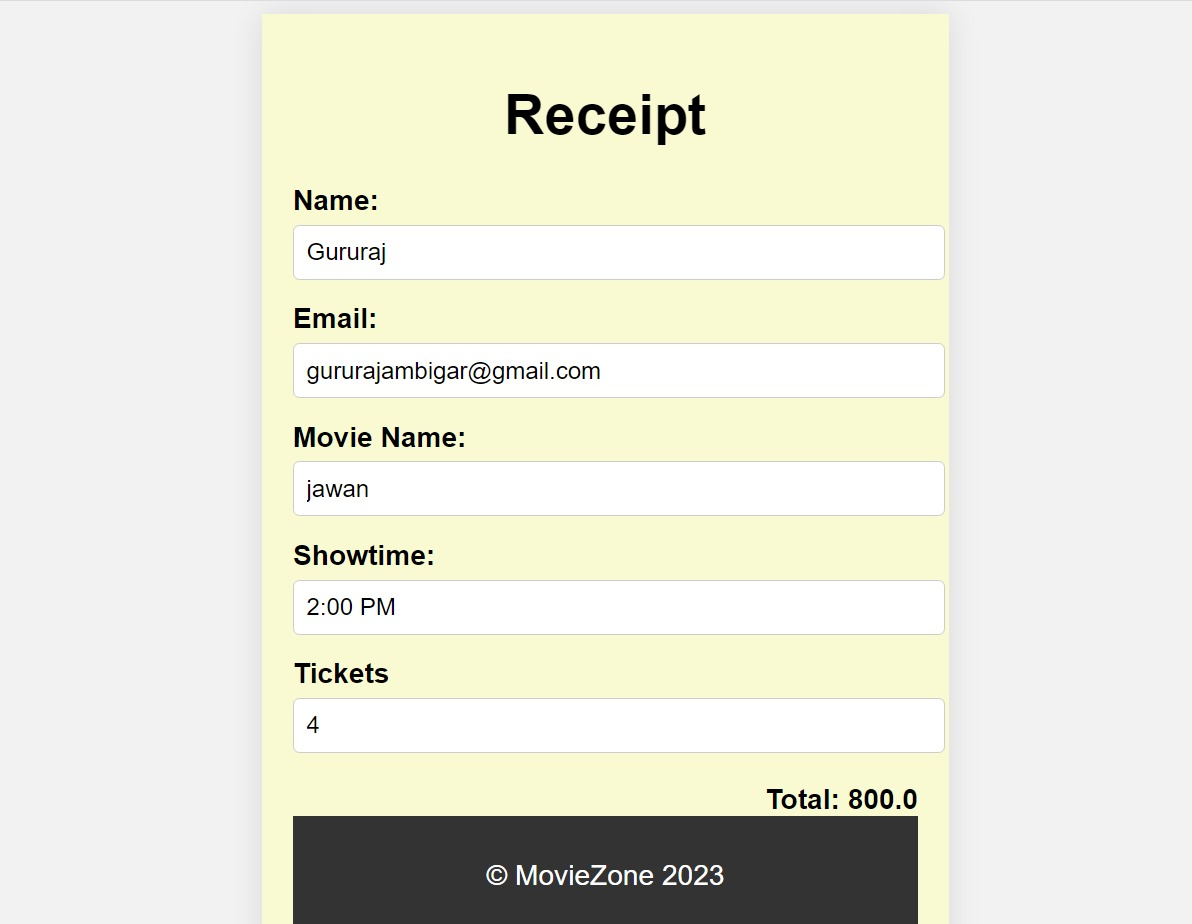 Receipt
Name:
Gururaj
Email:
gururajambigar@gmail.com
Movie Name:
jawan
Showtime:
2:00 PM
Tickets
4
Total: 800.0
© MovieZone 2023